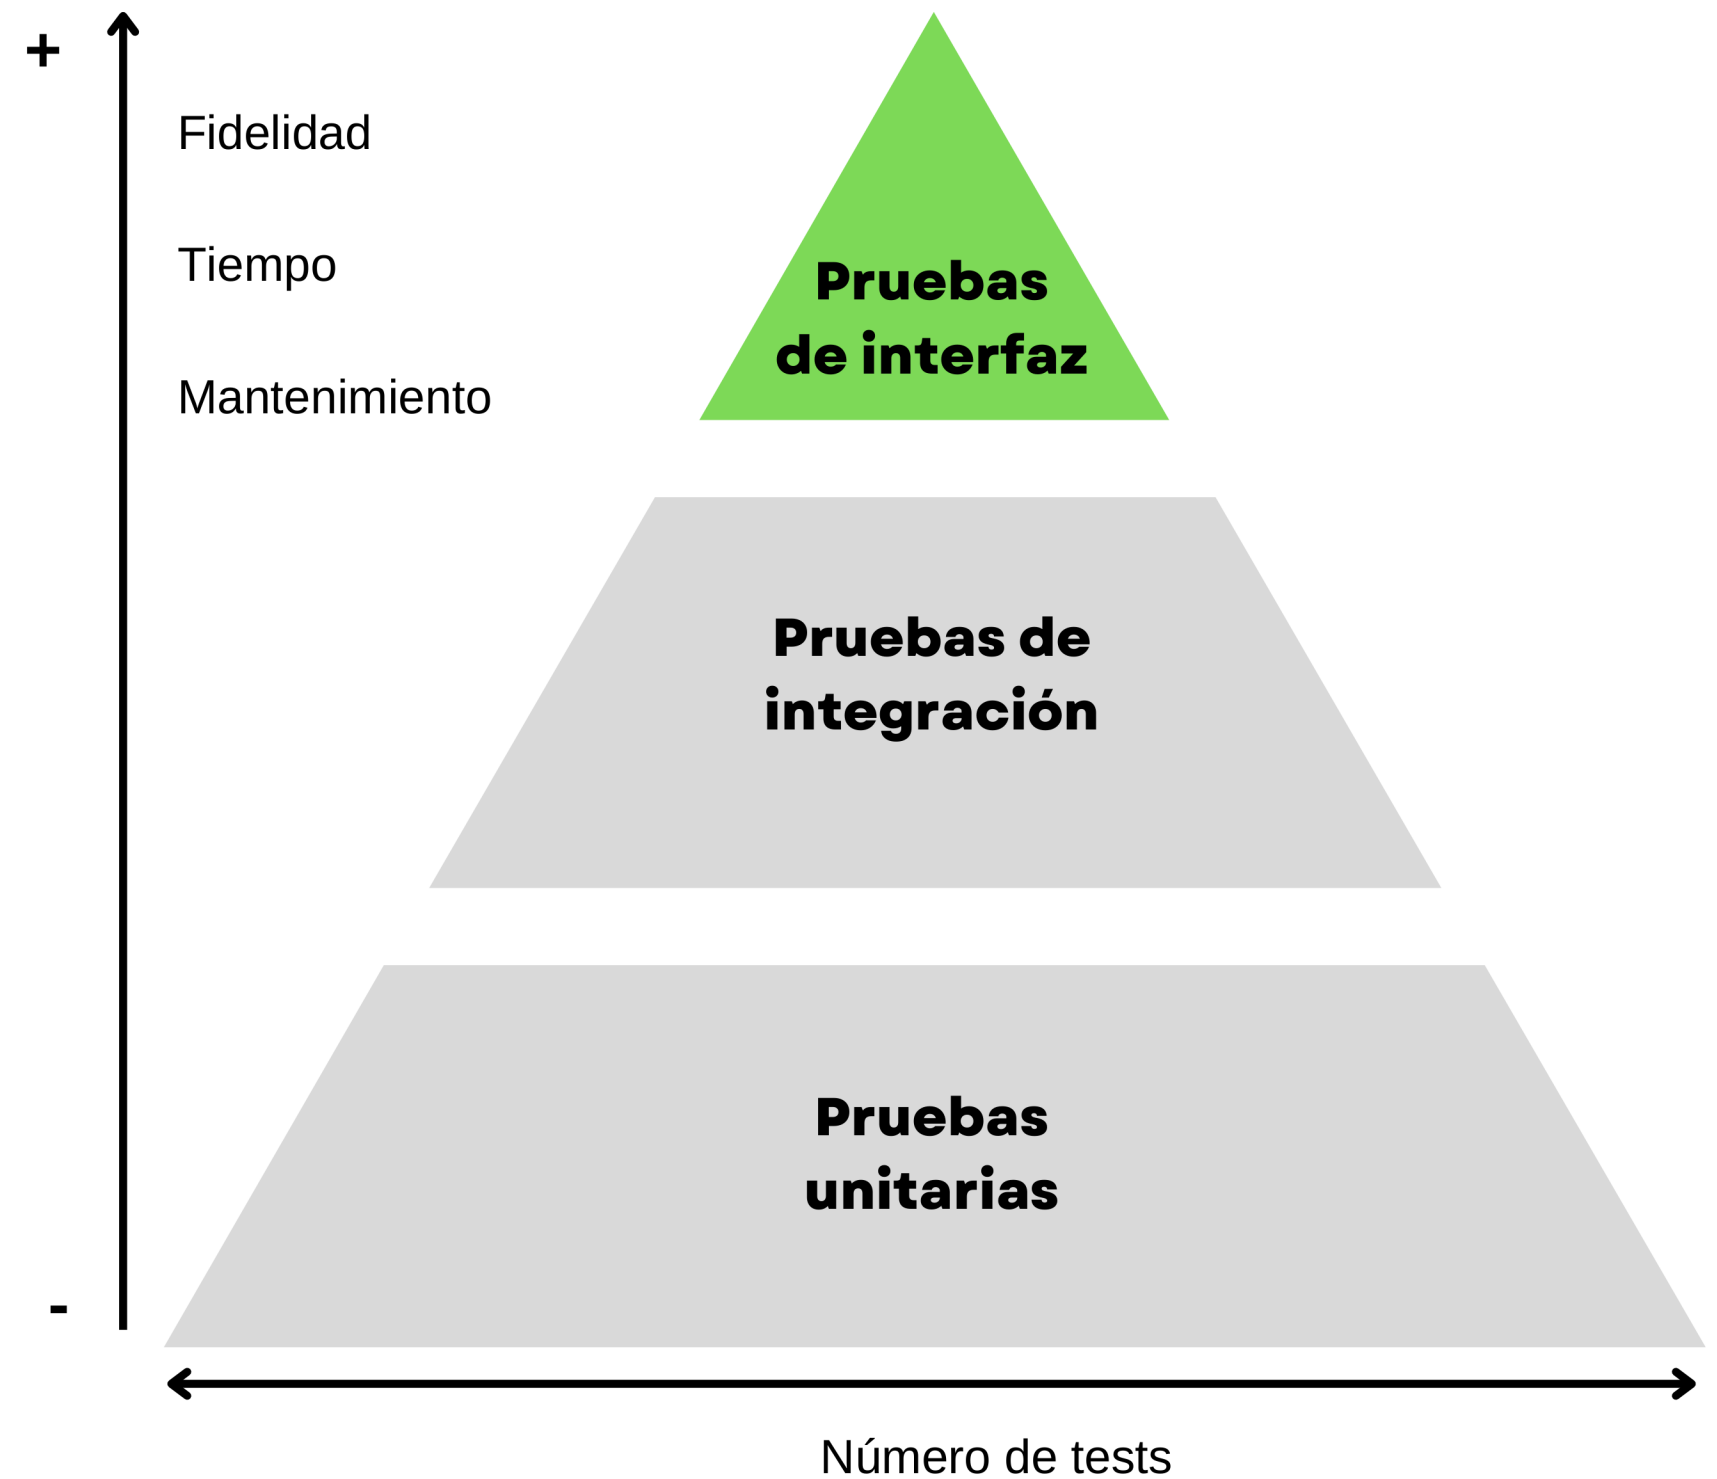 +
Fidelidad
Tiempo
Mantenimiento
Pruebas
de interfaz
Pruebas de
integración
Pruebas
unitarias
-
Número de tests